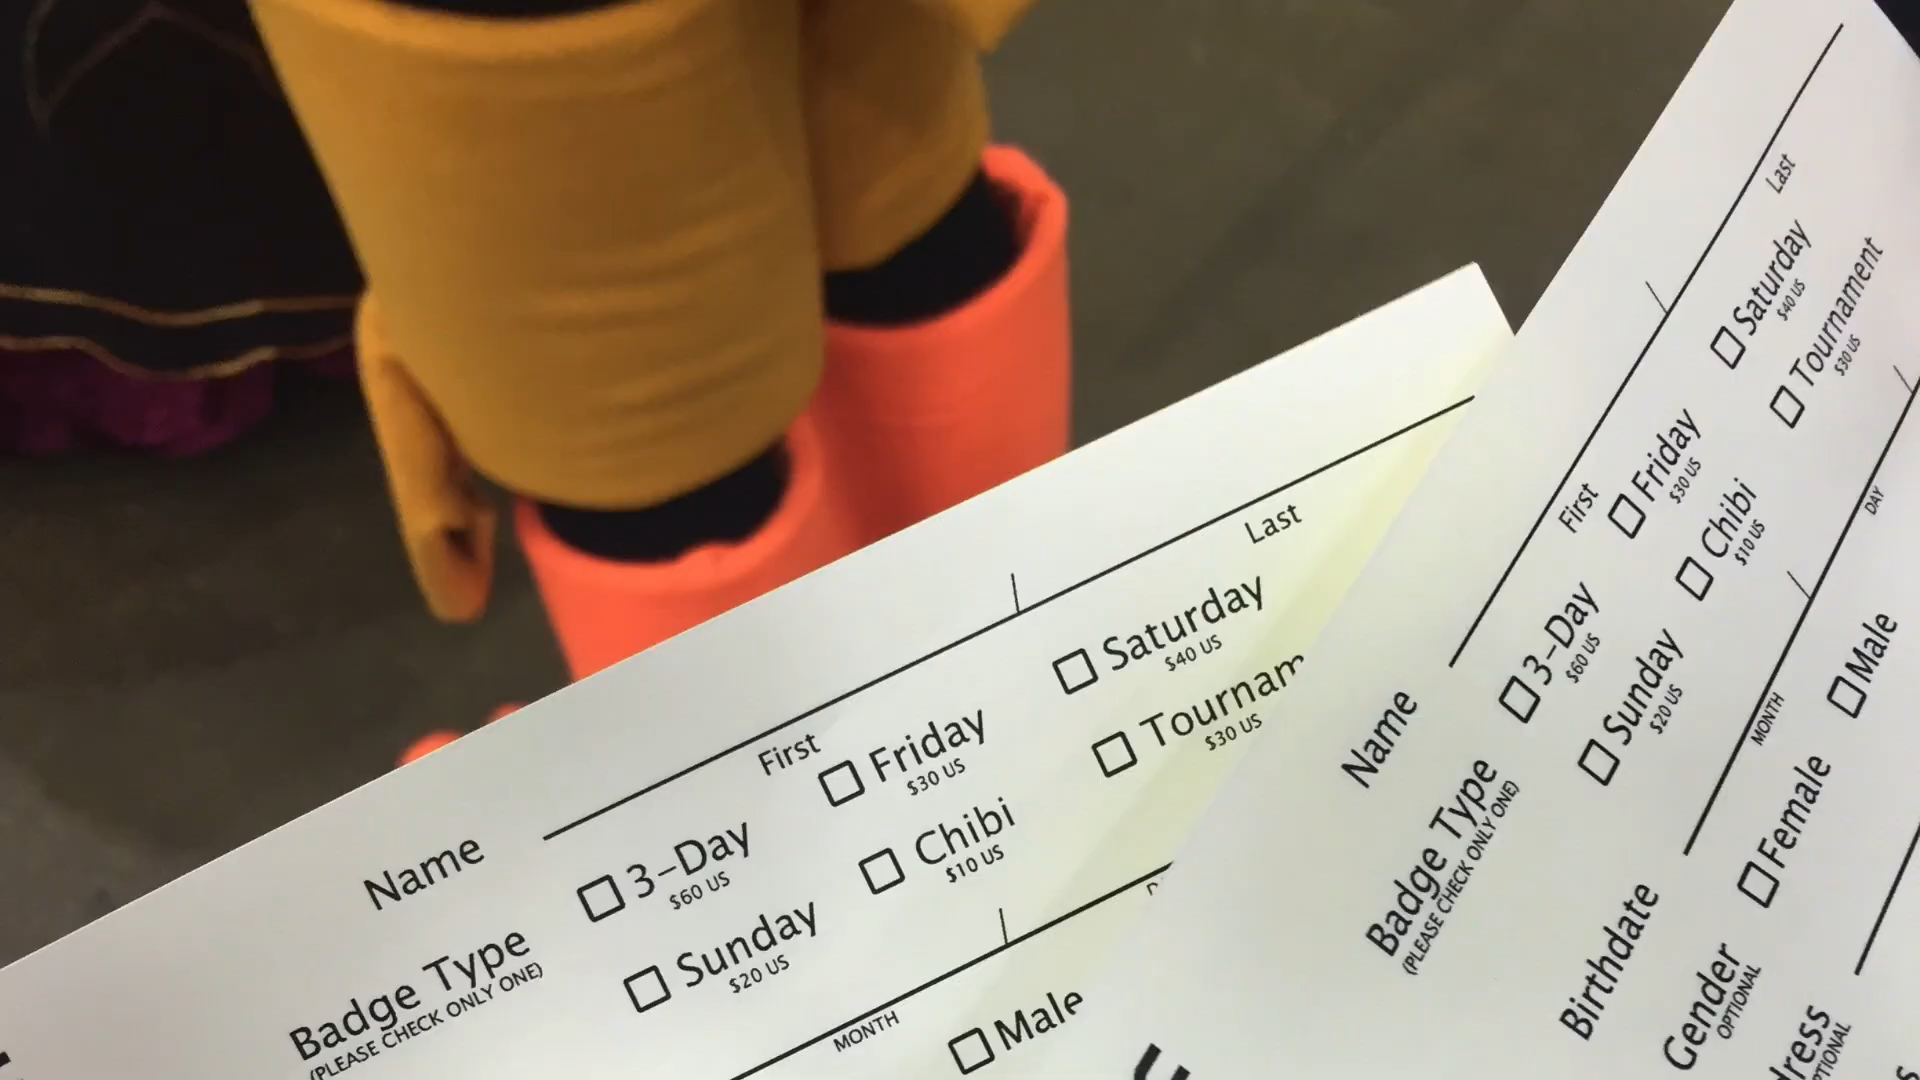 Name
First
Last
Badge Type
(PLEASE CHECK ONLY ONE)
3-Day
$60 US
Friday
$30 US
Saturday
$40 US
Sunday
$20 US
Chibi
$10 US
Tournam
$30 US
MONTH
Male
Name
First
Last
Badge Type
(PLEASE CHECK ONLY ONE)
3-Day
$60 US
Friday
$30 US
Saturday
$40 US
Sunday
$20 US
Chibi
$10 US
Tournament
$30 US
Birthdate
MONTH
DAY
Gender
OPTIONAL
Female
Male
dress
PTIONAL